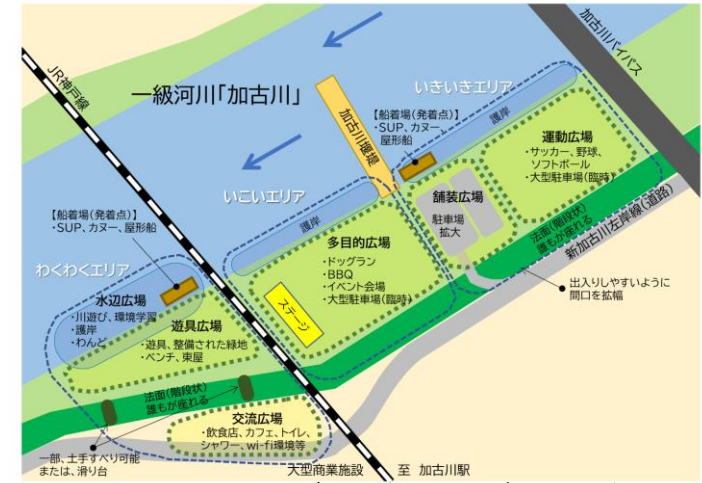 加古川バイパス
JR神戸線
一級河川「加古川」
いきいきエリア
【船着場(発着点)】
・SUP、カヌー、
屋形船
護岸
加古川堰堤
運動広場
・サッカー、野球、
ソフトボール
・大型駐車場(臨時)
舗装広場
駐車場
拡大
いこいエリア
護岸
【船着場(発着点)】
・SUP、カヌー、屋形船
多目的広場
・ドッグラン
・BBQ
・イベント会場
・大型駐車場(臨時)
ステージ
法面(階段状)
誰もが座れる
新加古川左岸線(道路)
出入りしやすいように
間口を拡幅
わくわくエリア
水辺広場
・川遊び、環境学習
・護岸
・わんど
遊具広場
・遊具、整備された緑地
・ベンチ、東屋
法面(階段状)
誰もが座れる
交流広場
・飲食店、カフェ、トイレ、
シャワー、wi-fi環境等
一部、土手すべり可能
または、滑り台
大型商業施設
至 加古川駅